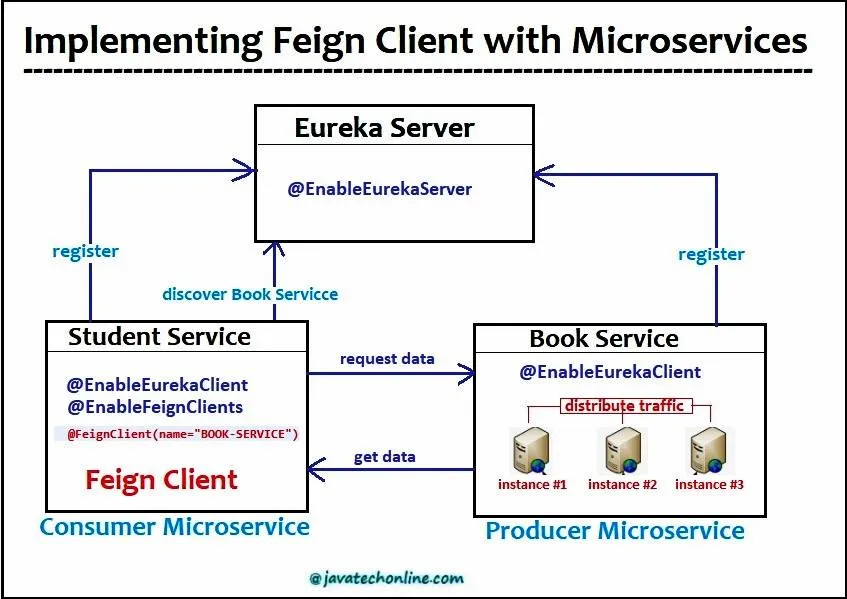 Implementing Feign Client with Microservices
Eureka Server
@EnableEurekaServer
register
register
discover Book Servicce
Student Service
@EnableEurekaClient
@EnableFeignClients
@FeignClient(name="BOOK-SERVICE")
Feign Client
Consumer Microservice
request data
get data
Book Service
@EnableEurekaClient
distribute traffic
instance #1
instance #2
instance #3
Producer Microservice
@javatechonline.com